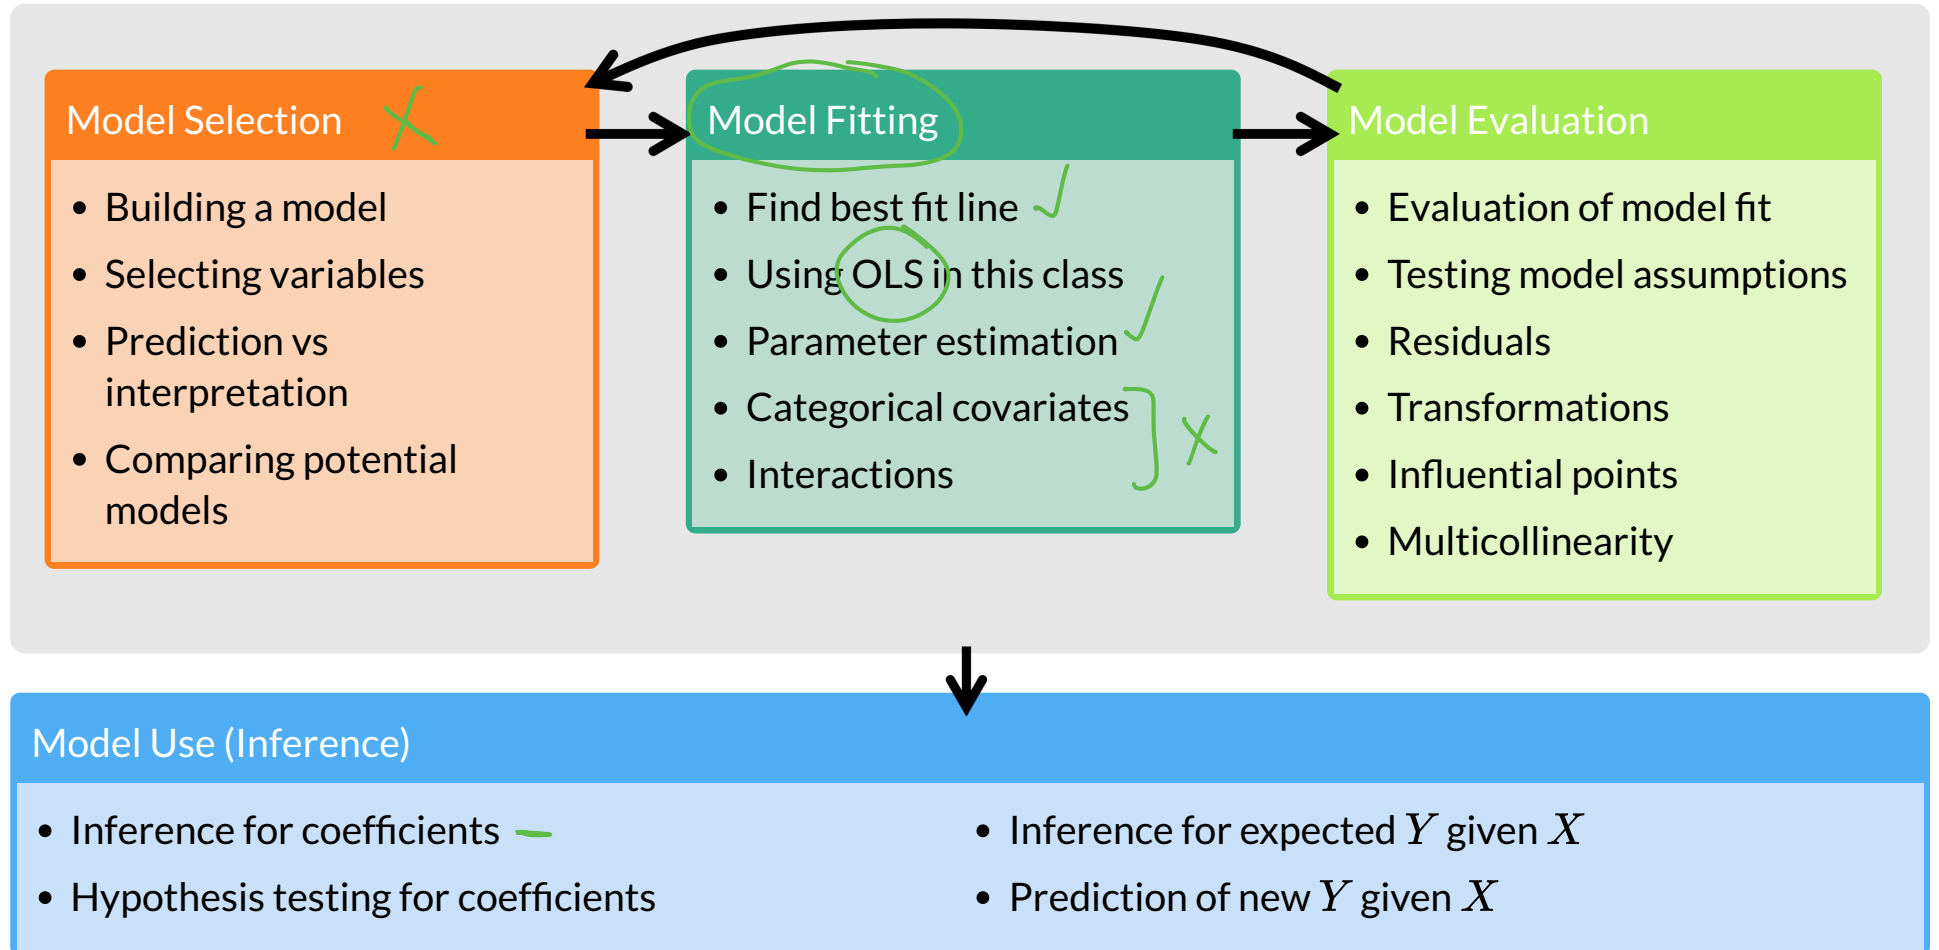 Model Selection X
• Building a model
• Selecting variables
• Prediction vs
interpretation
• Comparing potential
models
Model Fitting
• Find best fit line ✓
• Using OLS in this class
• Parameter estimation ✓
• Categorical covariates
• Interactions
X
Model Evaluation
• Evaluation of model fit
• Testing model assumptions
• Residuals
• Transformations
• Influential points
• Multicollinearity
Model Use (Inference)
• Inference for coefficients –
• Hypothesis testing for coefficients
• Inference for expected Y given X
• Prediction of new Y given X